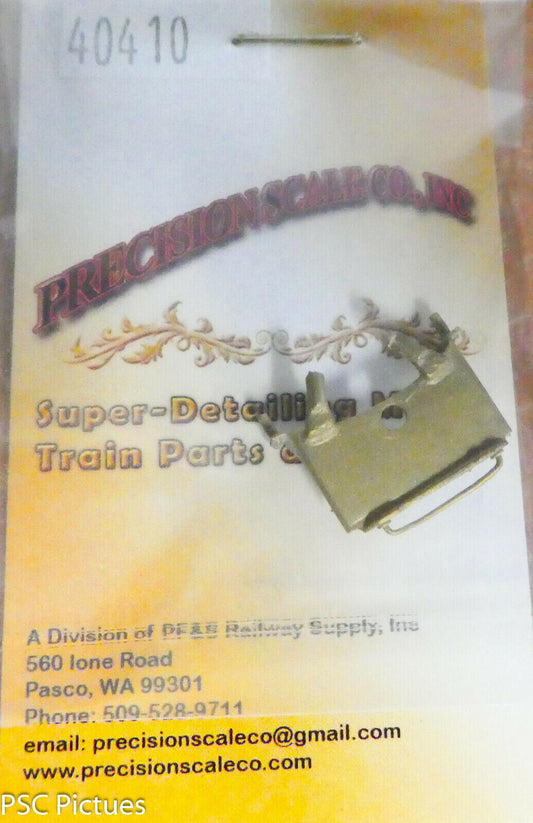 40410
PRECISION SCALE CO., INC
Super-Detailing
Train Parts
A Division of PF&S Railway Supply, Inc
560 Ione Road
Pasco, WA 99301
Phone: 509-528-9711
email: precisionscaleco@gmail.com
www.precisionscaleco.com
PSC Pictues